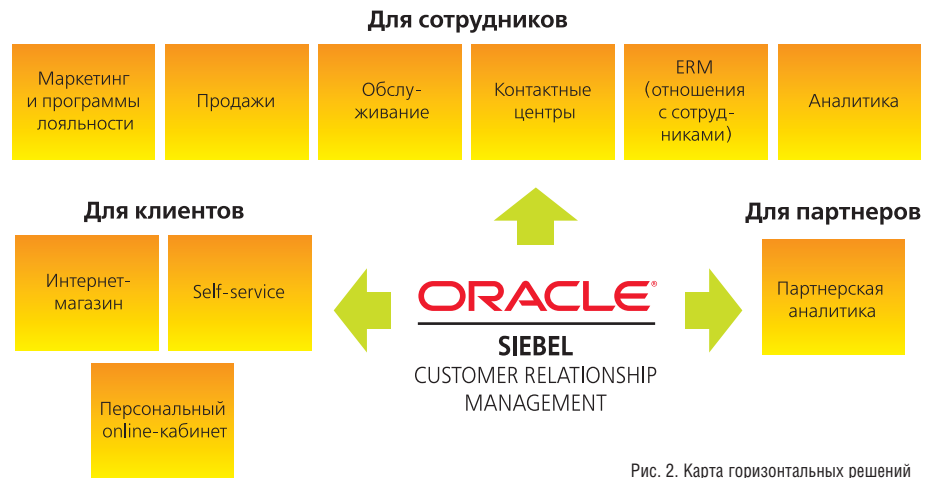 Для сотрудников
Маркетинг
и программы
лояльности
Продажи
Обслу-
живание
Контактные
центры
ERM
(отношения
с сотруд-
никами)
Аналитика
Для клиентов
Интернет-
магазин
Self-service
Персональный
online-кабинет
ORACLE®
SIEBEL
CUSTOMER RELATIONSHIP
MANAGEMENT
Для партнеров
Партнерская
аналитика
Рис. 2. Карта горизонтальных решений